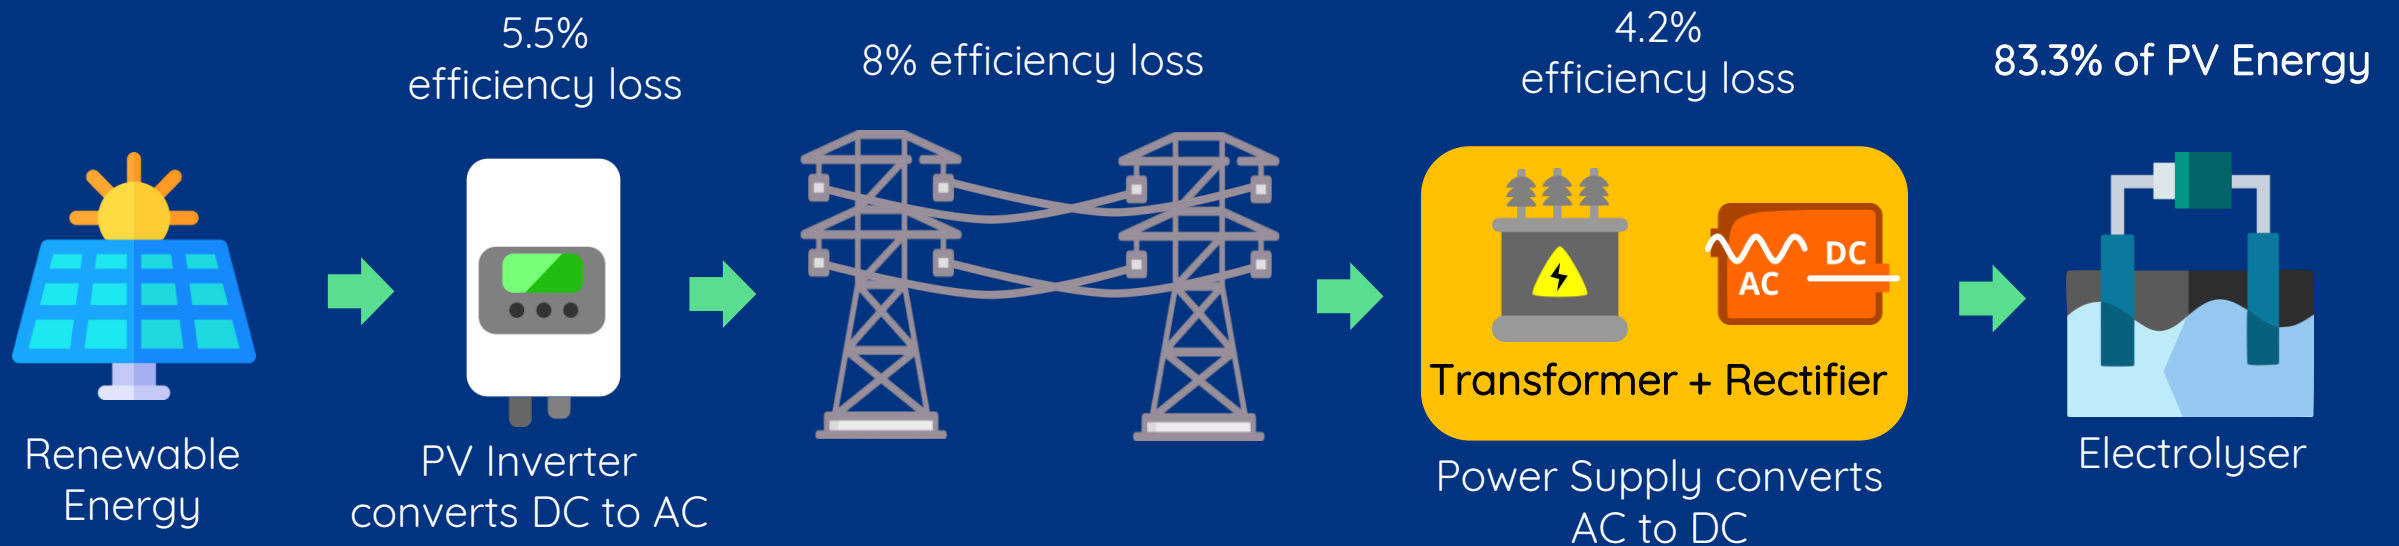 5.5%
efficiency loss
8% efficiency loss
4.2%
efficiency loss
83.3% of PV Energy
AC
DC
Transformer + Rectifier
Renewable
Energy
PV Inverter
converts DC to AC
Power Supply converts
AC to DC
Electrolyser